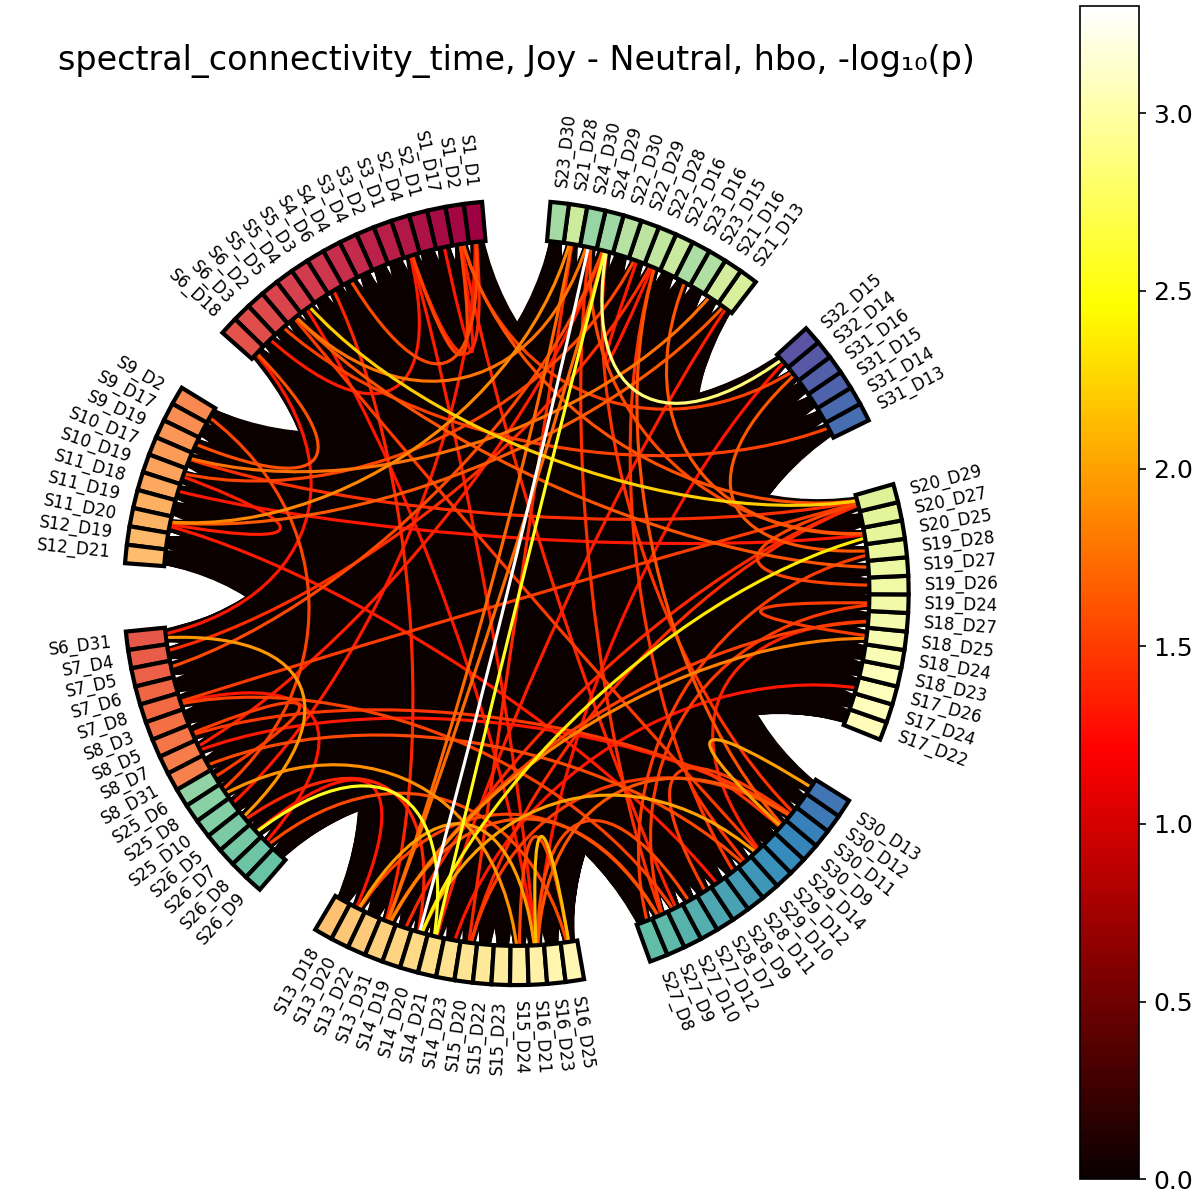 spectral_connectivity_time, Joy - Neutral, hbo, -log₁₀(p)
S1_D1
S1_D2
S1_D17
S2_D1
S2_D4
S3_D1
S3_D2
S3_D4
S4_D4
S4_D6
S5_D3
S5_D4
S5_D5
S6_D2
S6_D3
S6_D18
S9_D2
S9_D17
S9_D19
S10_D17
S10_D19
S11_D18
S11_D19
S11_D20
S12_D19
S12_D21
S6_D31
S7_D4
S7_D5
S7_D6
S7_D8
S8_D3
S8_D5
S8_D7
S8_D31
S25_D6
S25_D8
S25_D10
S26_D5
S26_D7
S26_D8
S26_D9
S13_D18
S13_D20
S13_D22
S13_D31
S14_D19
S14_D20
S14_D21
S14_D23
S15_D20
S15_D22
S15_D23
S15_D24
S16_D21
S16_D23
S16_D25
S27_D8
S27_D9
S27_D10
S27_D12
S28_D7
S28_D9
S28_D11
S29_D10
S29_D12
S29_D14
S30_D9
S30_D11
S30_D12
S30_D13
S17_D22
S17_D24
S17_D26
S18_D23
S18_D24
S18_D25
S18_D27
S19_D24
S19_D26
S19_D27
S19_D28
S20_D25
S20_D27
S20_D29
S31_D13
S31_D14
S31_D15
S31_D16
S32_D14
S32_D15
S21_D13
S21_D16
S23_D15
S23_D16
S22_D16
S22_D28
S22_D29
S22_D30
S24_D29
S24_D30
S21_D28
S23_D30
3.0
2.5
2.0
1.5
1.0
0.5
0.0